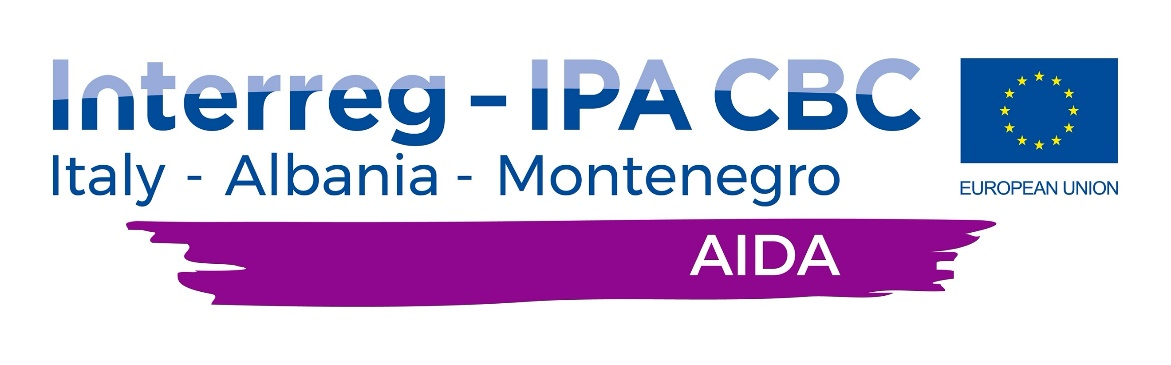 Interreg - IPA CBC
Italy - Albania - Montenegro
EUROPEAN UNION
AIDA